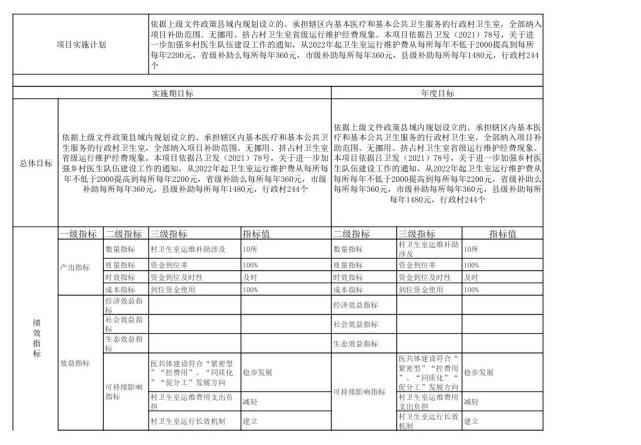 项目实施计划
依据上级文件政策县域内规划设立的、承担辖区内基本医疗和基本公共卫生服务的行政村卫生室，全部纳入
项目补助范围。无挪用、挤占村卫生室省级运行维护经费现象。本项目依据吕卫发（2021）78号，关于进
一步加强乡村医生队伍建设工作的通知，从2022年起卫生室运行维护费从每所每年不低于2000提高到每所
每年2200元，省级补助么每所每年360元，市级补助每所每年360元，县级补助每所每年1480元，行政村244
个
实施期目标
年度目标
总体目标
依据上级文件政策县域内规划设立的、承担辖区内基本医疗和基本公共卫
生服务的行政村卫生室，全部纳入项目补助范围。无挪用、挤占村卫生室
省级运行维护经费现象。本项目依据吕卫发（2021）78号，关于进一步加
强乡村医生队伍建设工作的通知，从2022年起卫生室运行维护费从每所每
年不低于2000提高到每所每年2200元，省级补助么每所每年360元，市级
补助每所每年360元，县级补助每所每年1480元，行政村244个
依据上级文件政策县域内规划设立的、承担辖区内基本医
疗和基本公共卫生服务的行政村卫生室，全部纳入项目补
助范围。无挪用、挤占村卫生室省级运行维护经费现象。
本项目依据吕卫发（2021）78号，关于进一步加强乡村医
生队伍建设工作的通知，从2022年起卫生室运行维护费从
每所每年不低于2000提高到每所每年2200元，省级补助么
每所每年360元，市级补助每所每年360元，县级补助每所
每年1480元，行政村244个
绩效指标
一级指标 二级指标 三级指标 指标值 二级指标 三级指标 指标值
产出指标
数量指标 村卫生室运维补助涉及 10所 数量指标 村卫生室运维补助
涉及 10所
质量指标 资金到位率 100% 质量指标 资金到位率 100%
时效指标 资金到位及时性 及时 时效指标 资金到位及时性 及时
成本指标 到位资金使用 100% 成本指标 到位资金使用 100%
效益指标
经济效益指
标
经济效益指标
社会效益指
标
社会效益指标
生态效益指
标
生态效益指标
可持续影响
指标
医共体建设符合“紧密型
”“控费用”、“同质化
”“促分工”发展方向
稳步发展
可持续影响指标
医共体建设符合“
紧密型”“控费用
”、“同质化”“
促分工”发展方向
稳步发展
村卫生室运维费用支出负
担 减轻
村卫生室运维费用
支出负担 减轻
村卫生室运行长效机制 建立
村卫生室运行长效
机制 建立